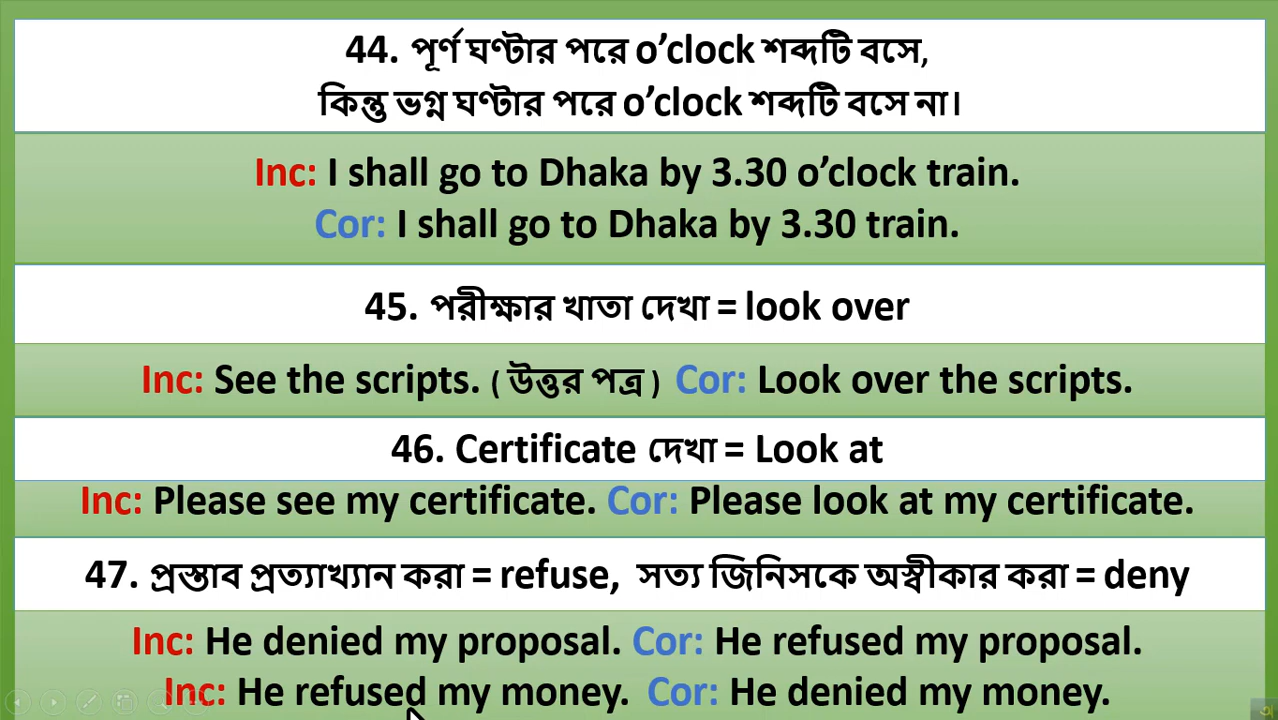 44. পূর্ণ ঘণ্টার পরে o’clock শব্দটি বসে,
কিন্তু ভগ্ন ঘণ্টার পরে o’clock শব্দটি বসে না।
Inc: I shall go to Dhaka by 3.30 o’clock train.
Cor: I shall go to Dhaka by 3.30 train.
45. পরীক্ষার খাতা দেখা = look over
Inc: See the scripts. ( উত্তর পত্র ) Cor: Look over the scripts.
46. Certificate দেখা = Look at
Inc: Please see my certificate. Cor: Please look at my certificate.
47. প্রস্তাব প্রত্যাখ্যান করা = refuse, সত্য জিনিসকে অস্বীকার করা = deny
Inc: He denied my proposal. Cor: He refused my proposal.
Inc: He refused my money. Cor: He denied my money.